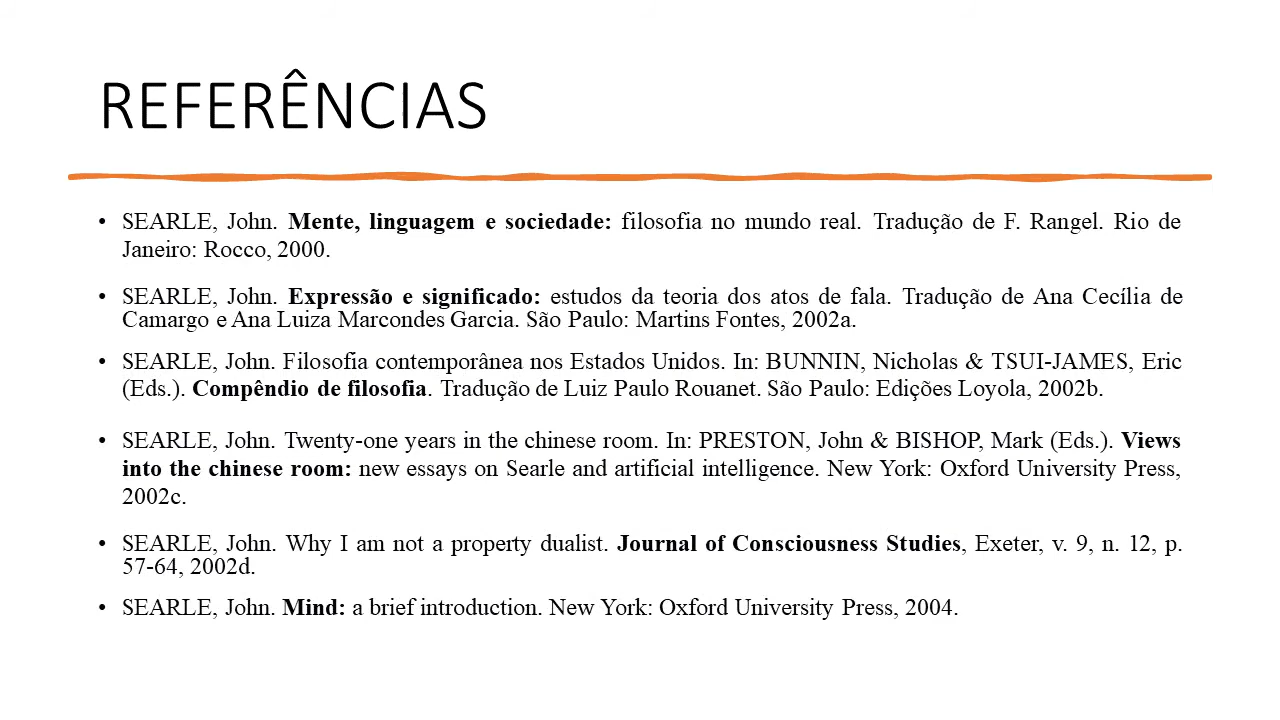 REFERÊNCIAS
• SEARLE, John. Mente, linguagem e sociedade: filosofia no mundo real. Tradução de F. Rangel. Rio de
Janeiro: Rocco, 2000.
• SEARLE, John. Expressão e significado: estudos da teoria dos atos de fala. Tradução de Ana Cecília de
Camargo e Ana Luiza Marcondes Garcia. São Paulo: Martins Fontes, 2002a.
• SEARLE, John. Filosofia contemporânea nos Estados Unidos. In: BUNNIN, Nicholas & TSUI-JAMES, Eric
(Eds.). Compêndio de filosofia. Tradução de Luiz Paulo Rouanet. São Paulo: Edições Loyola, 2002b.
• SEARLE, John. Twenty-one years in the chinese room. In: PRESTON, John & BISHOP, Mark (Eds.). Views
into the chinese room: new essays on Searle and artificial intelligence. New York: Oxford University Press,
2002c.
• SEARLE, John. Why I am not a property dualist. Journal of Consciousness Studies, Exeter, v. 9, n. 12, p.
57-64, 2002d.
• SEARLE, John. Mind: a brief introduction. New York: Oxford University Press, 2004.